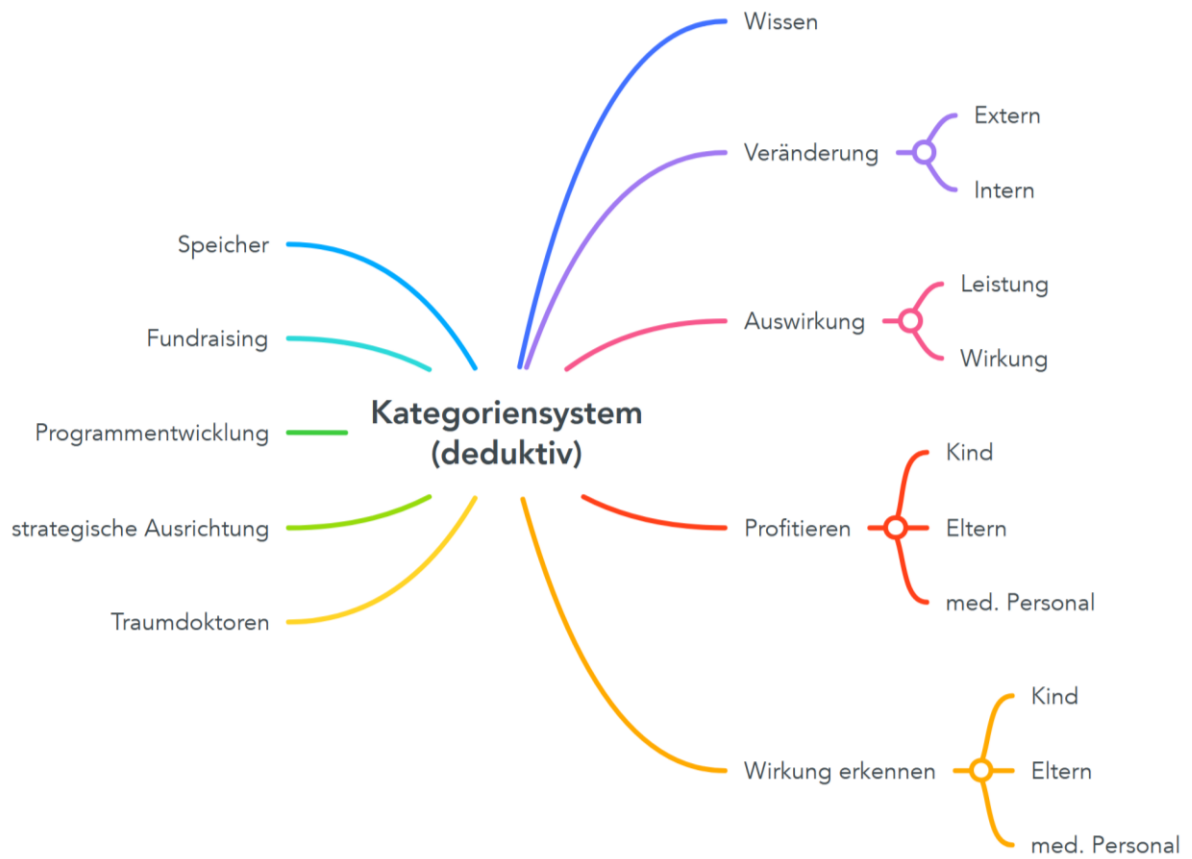 Wissen
Veränderung
Extern
Intern
Auswirkung
Leistung
Wirkung
Profitieren
Kind
Eltern
med. Personal
Wirkung erkennen
Kind
Eltern
med. Personal
Kategoriensystem
(deduktiv)
Speicher
Fundraising
Programmentwicklung
strategische Ausrichtung
Traumdoktoren